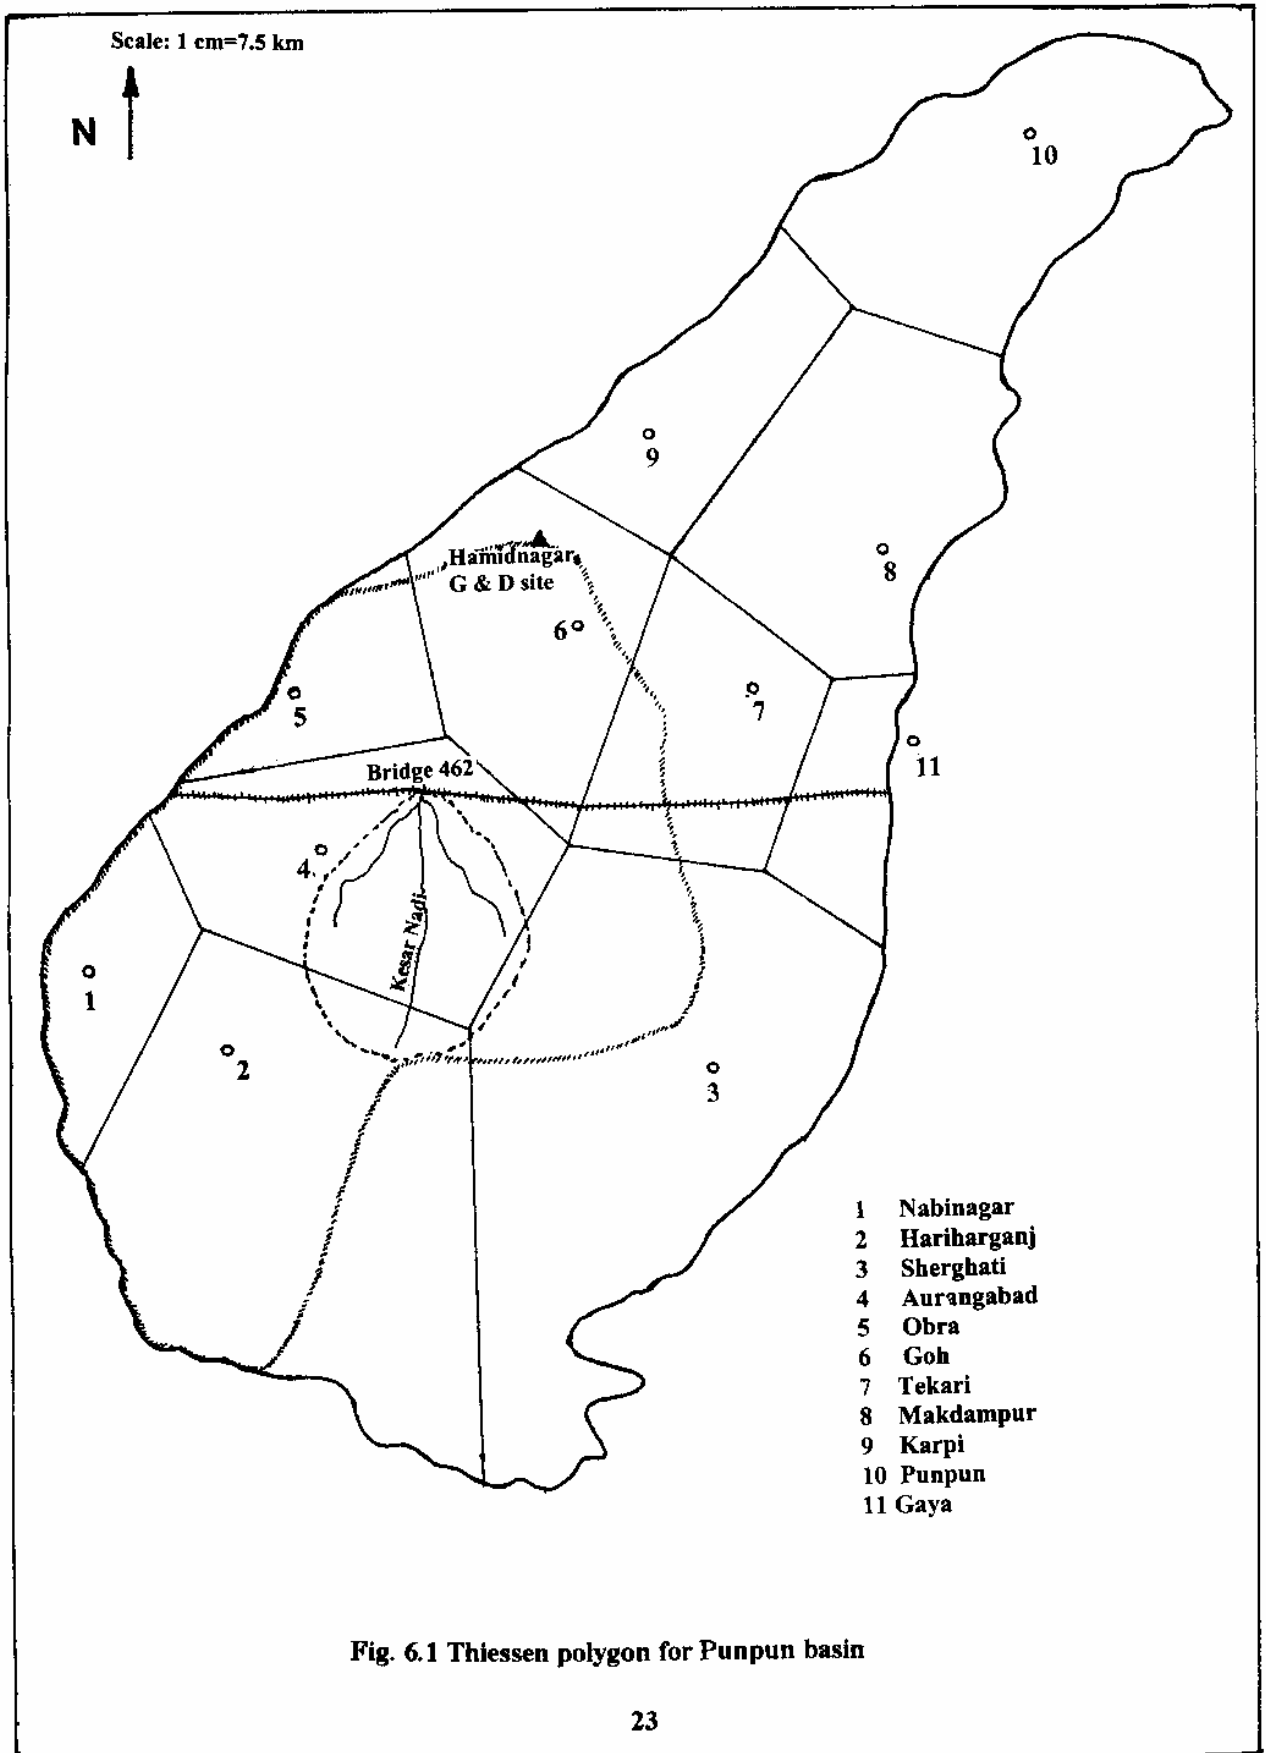 Scale: 1 cm=7.5 km
N
10
9
8
Hamidnagar
G & D site
6
7
5
11
Bridge 462
4
Kesar Nadi
1
2
3
1 Nabinagar
2 Hariharganj
3 Sherghati
4 Aurangabad
5 Obra
6 Goh
7 Tekari
8 Makdampur
9 Karpi
10 Punpun
11 Gaya
Fig. 6.1 Thiessen polygon for Punpun basin
23